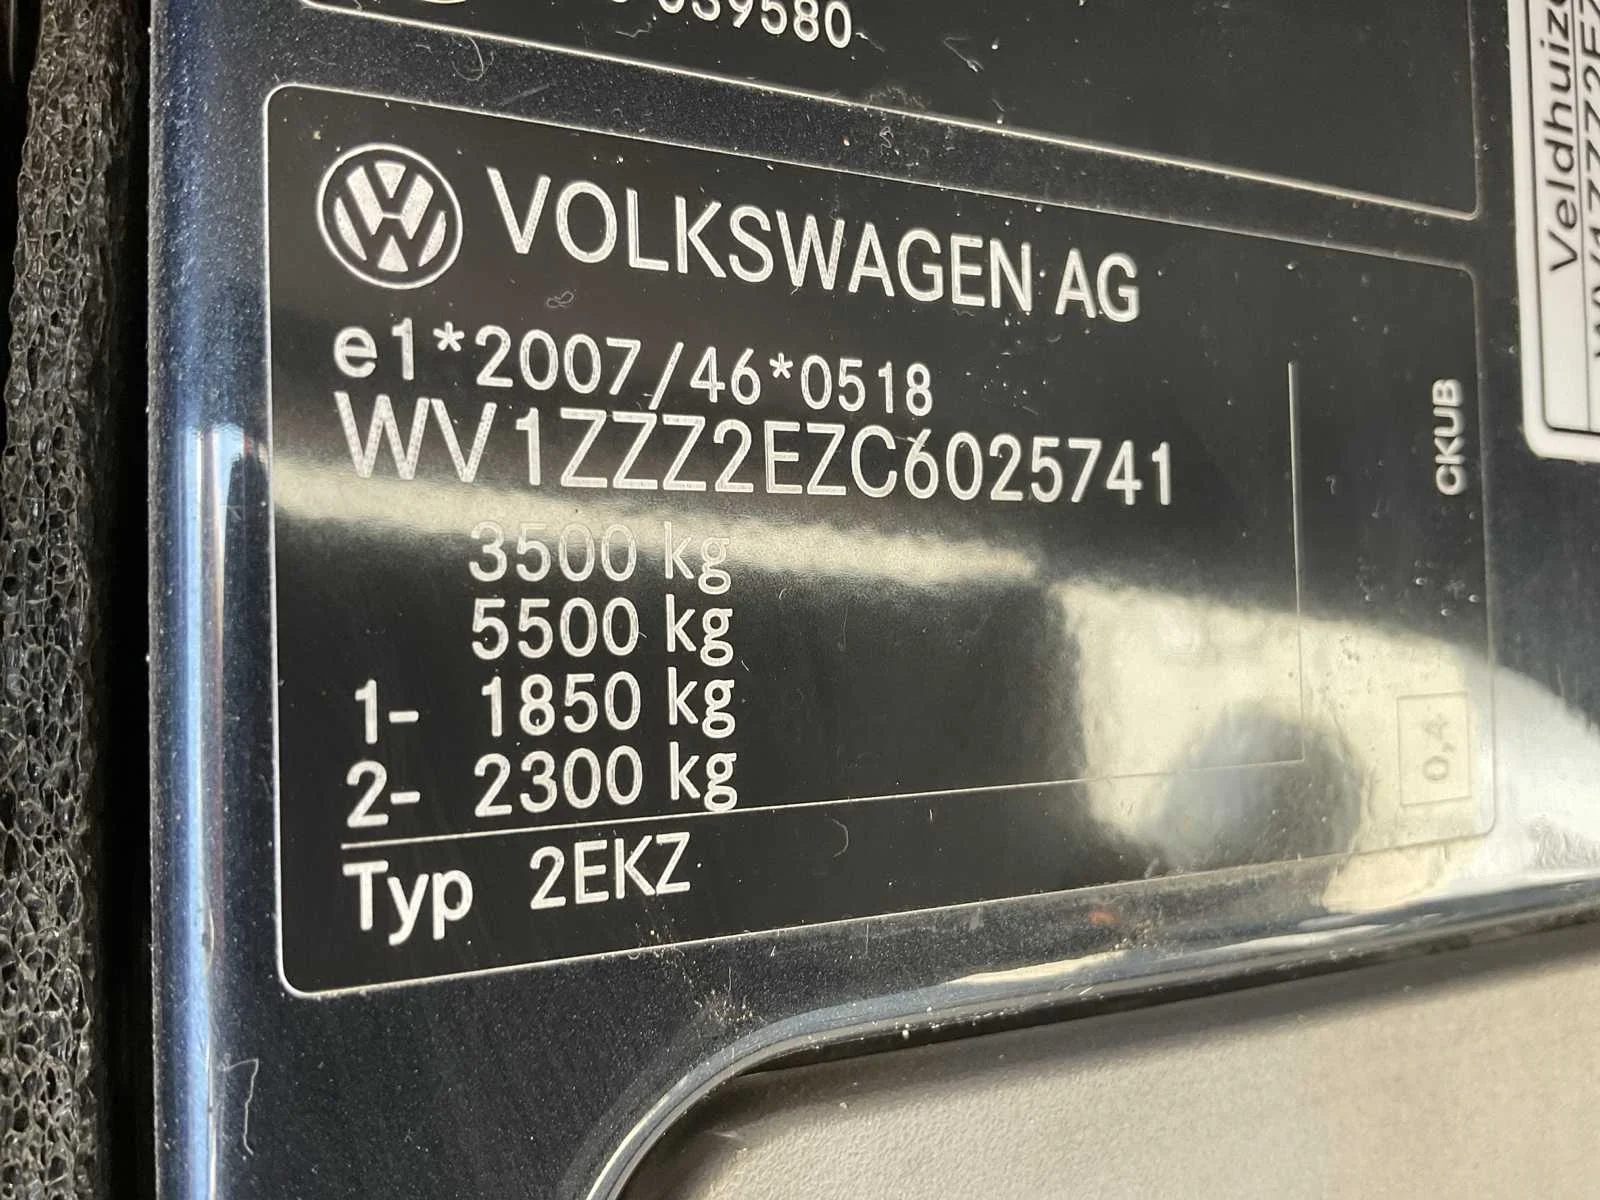 039580
VOLKSWAGEN AG
e1*2007/46*0518
WV1ZZZ2EZC6025741
3500 kg
5500 kg
1- 1850 kg
2- 2300 kg
Typ 2EKZ
CKUB
0,4